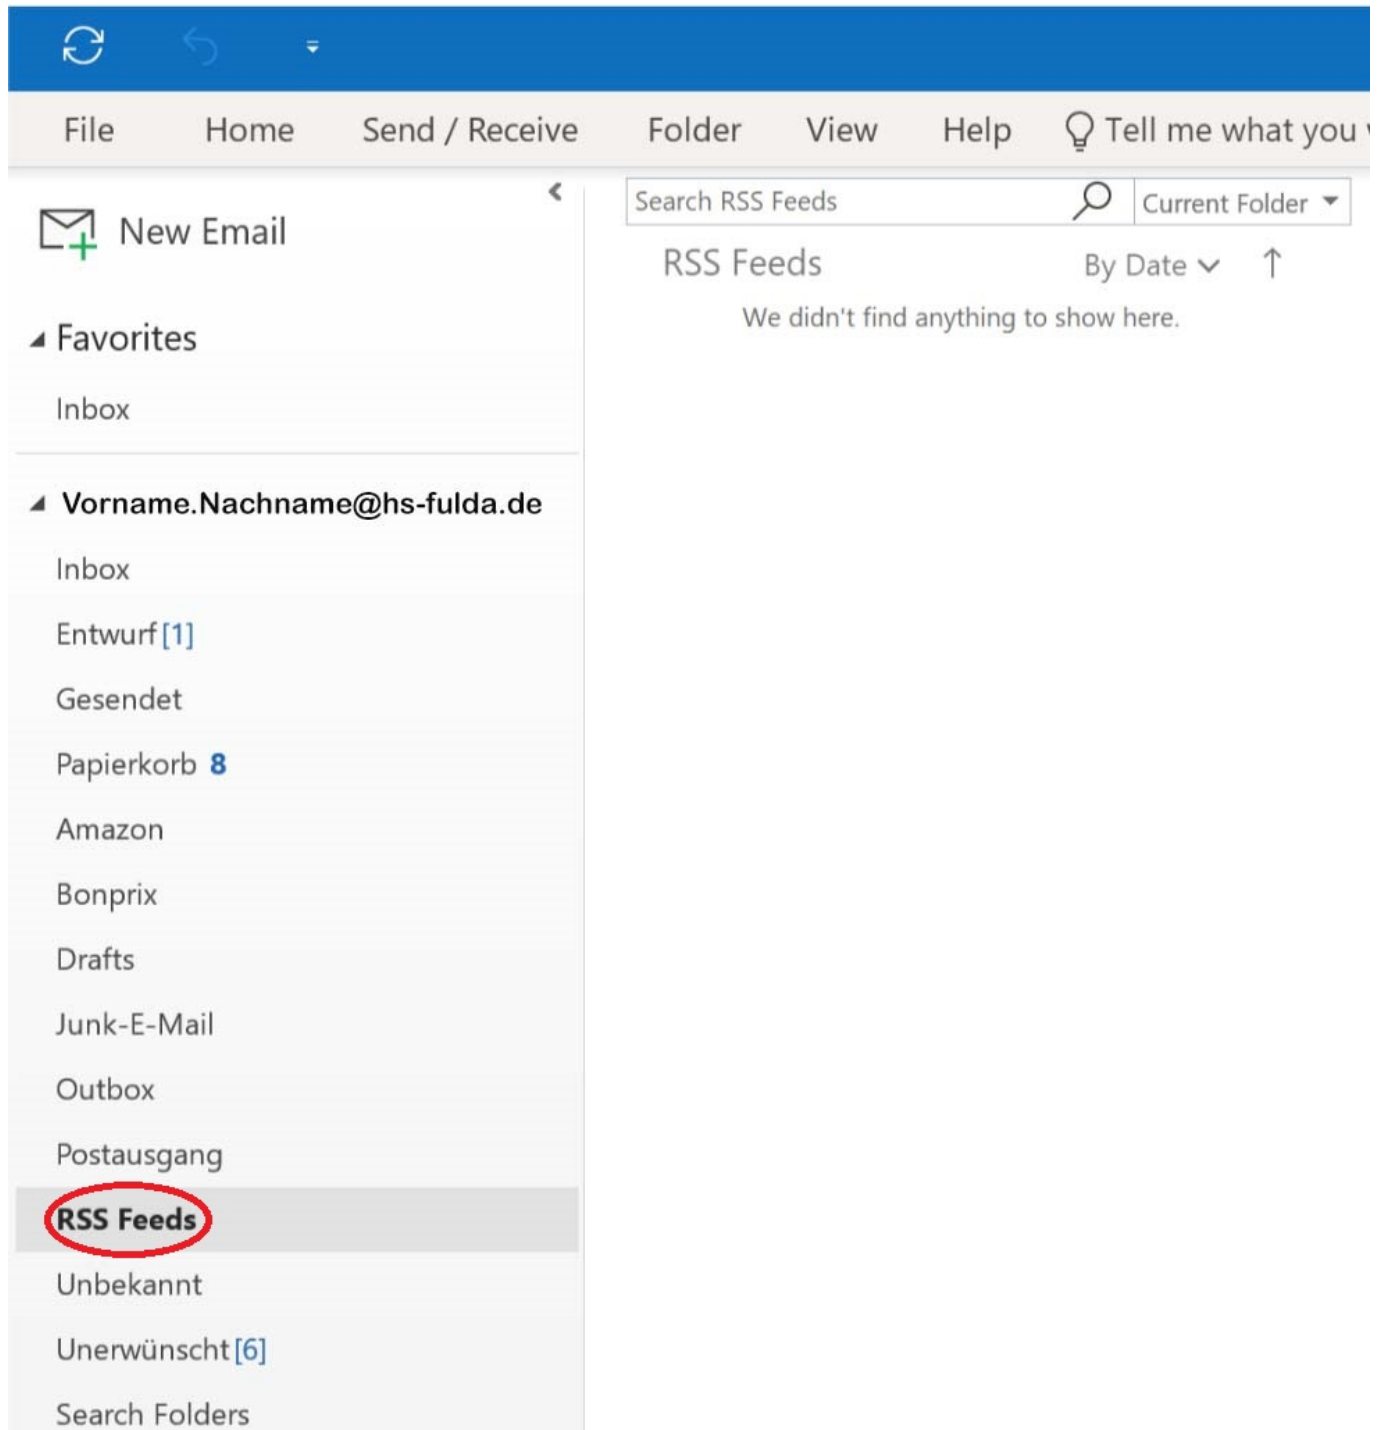 File Home Send / Receive Folder View Help Tell me what you
New Email
Favorites
Inbox
Vorname.Nachname@hs-fulda.de
Inbox
Entwurf [1]
Gesendet
Papierkorb 8
Amazon
Bonprix
Drafts
Junk-E-Mail
Outbox
Postausgang
RSS Feeds
Unbekannt
Unerwünscht [6]
Search Folders
Search RSS Feeds Current Folder
RSS Feeds By Date
We didn't find anything to show here.